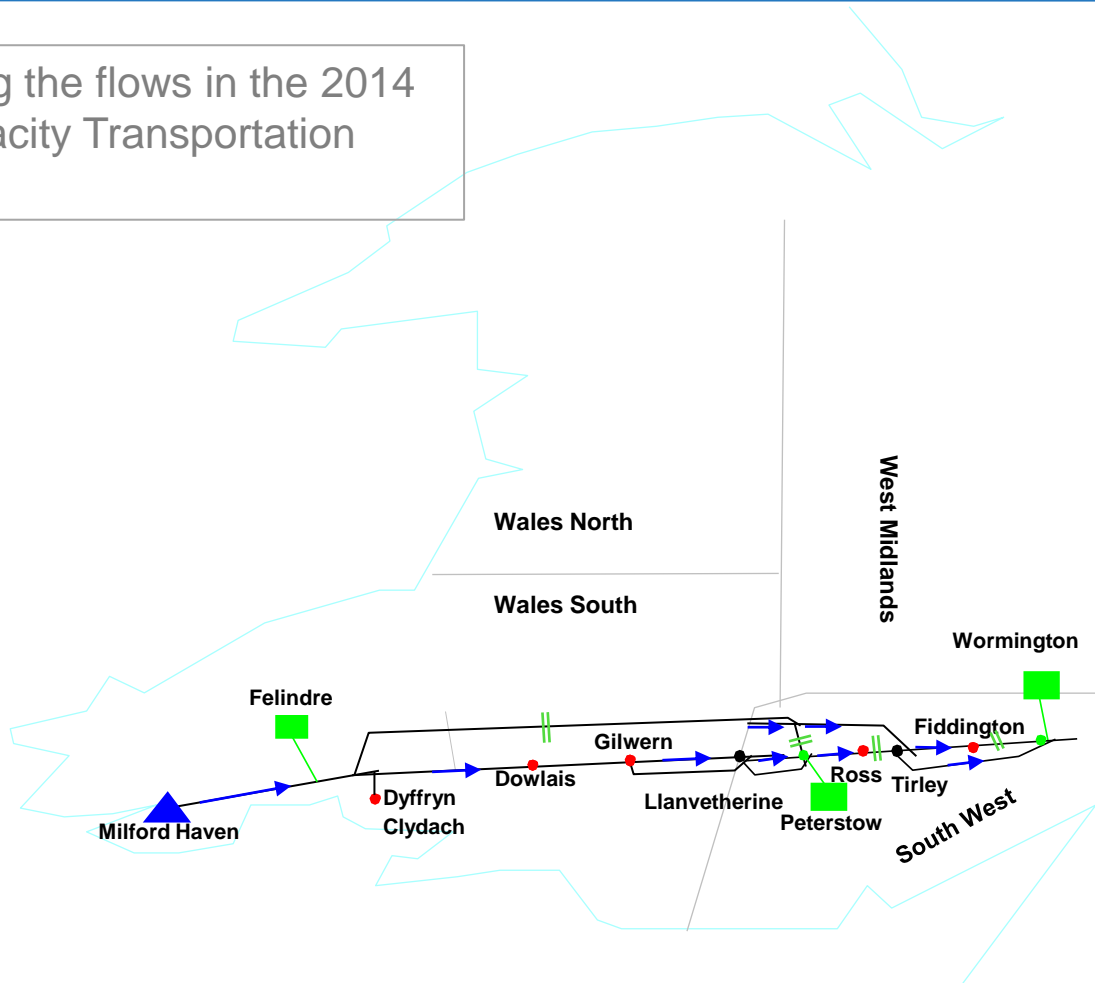 g the flows in the 2014
acity Transportation
Wales North
Wales South
West Midlands
Wormington
Felindre
Fiddington
Gilwern
Dowlais
Ross
Tirley
Llanvetherine
Dyffryn
Clydach
Peterstow
Milford Haven
South West